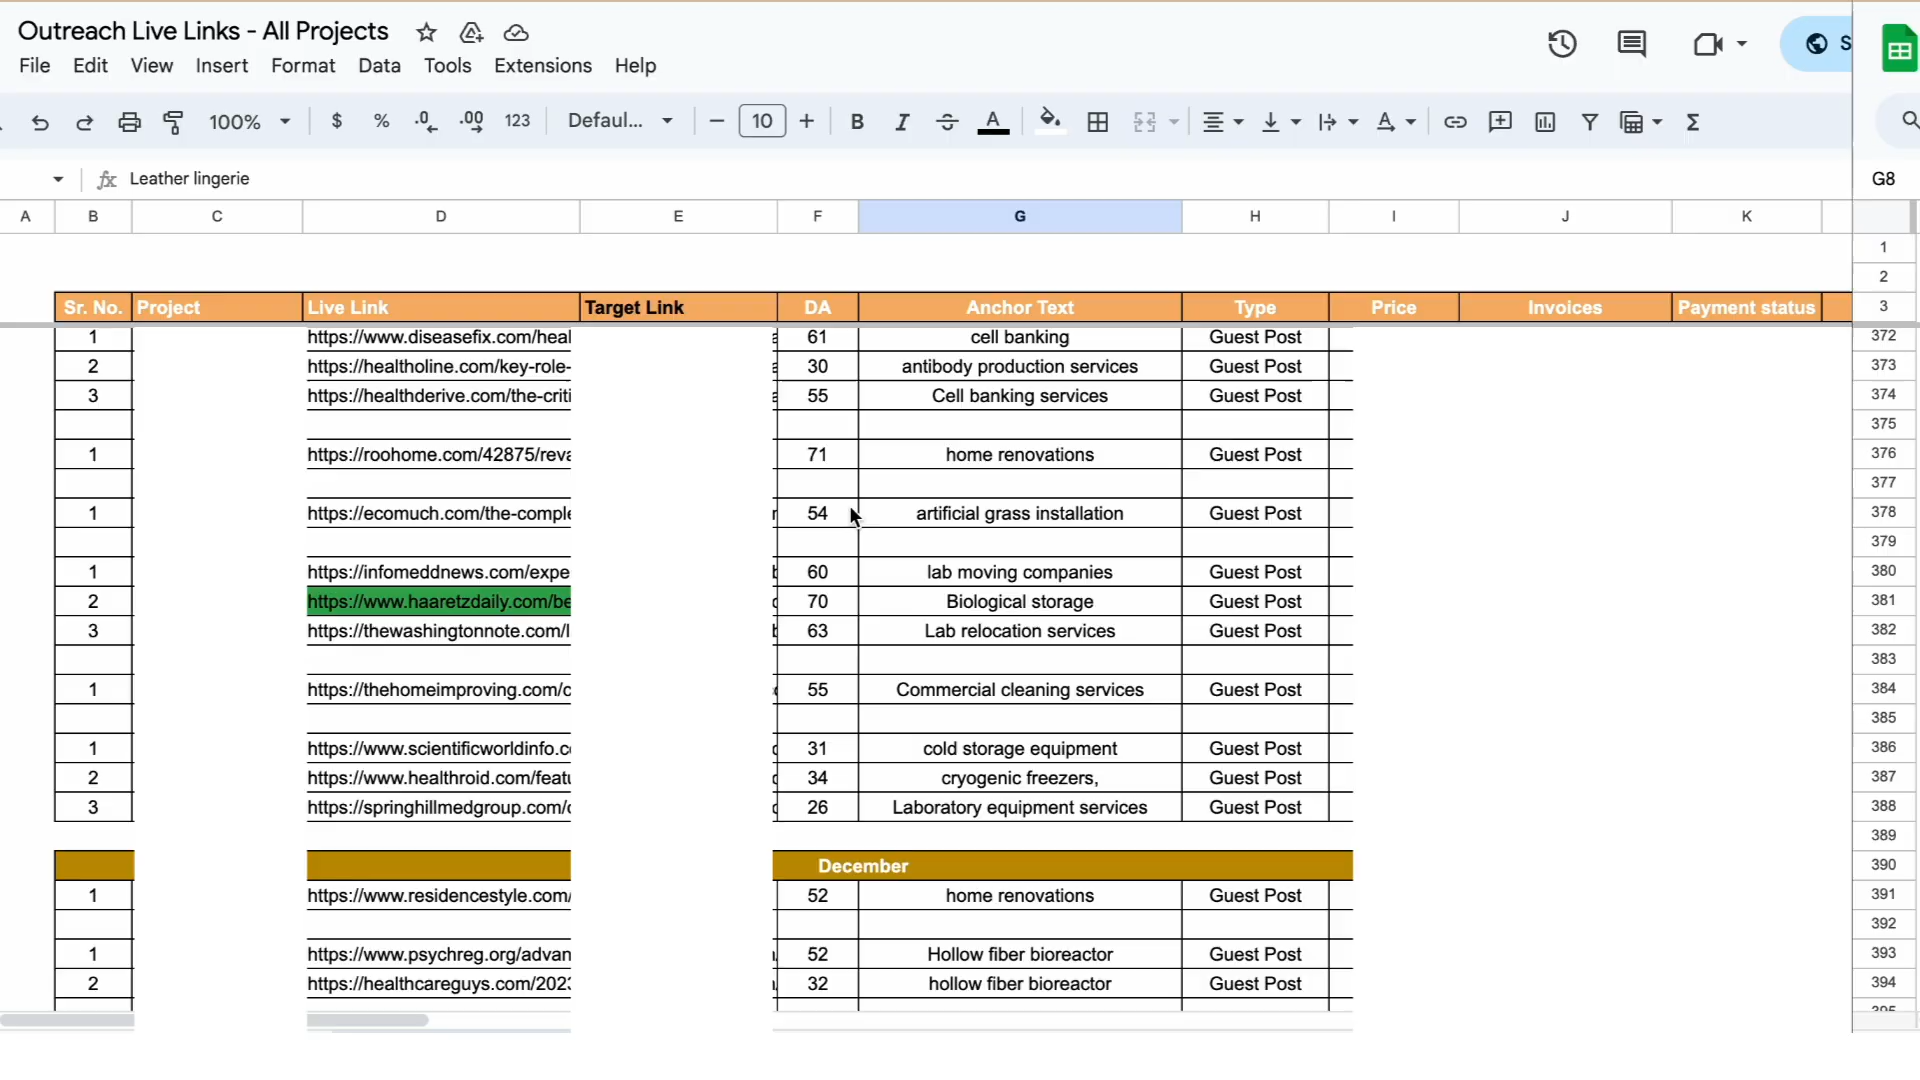 Outreach Live Links - All Projects
File Edit View Insert Format Data Tools Extensions Help
S
100% $ % .0 .00 123 Defaul... − 10 + B I A A Σ
fx Leather lingerie G8
A B C D E F G H I J K
1
2
Sr. No. Project Live Link Target Link DA Anchor Text Type Price Invoices Payment status 3
1 https://www.diseasefix.com/heal 61 cell banking Guest Post 372
2 https://healtholine.com/key-role- 30 antibody production services Guest Post 373
3 https://healthderive.com/the-criti 55 Cell banking services Guest Post 374
375
1 https://roohome.com/42875/reva 71 home renovations Guest Post 376
377
1 https://ecomuch.com/the-comple 54 artificial grass installation Guest Post 378
379
1 https://infomeddnews.com/expe 60 lab moving companies Guest Post 380
2 https://www.haaretzdaily.com/be 70 Biological storage Guest Post 381
3 https://thewashingtonnote.com/l 63 Lab relocation services Guest Post 382
383
1 https://thehomeimproving.com/c 55 Commercial cleaning services Guest Post 384
385
1 https://www.scientificworldinfo.co 31 cold storage equipment Guest Post 386
2 https://www.healthroid.com/featu 34 cryogenic freezers, Guest Post 387
3 https://springhillmedgroup.com/c 26 Laboratory equipment services Guest Post 388
389
December 390
1 https://www.residencestyle.com/ 52 home renovations Guest Post 391
392
1 https://www.psychreg.org/advan 52 Hollow fiber bioreactor Guest Post 393
2 https://healthcareguys.com/2023 32 hollow fiber bioreactor Guest Post 394
395